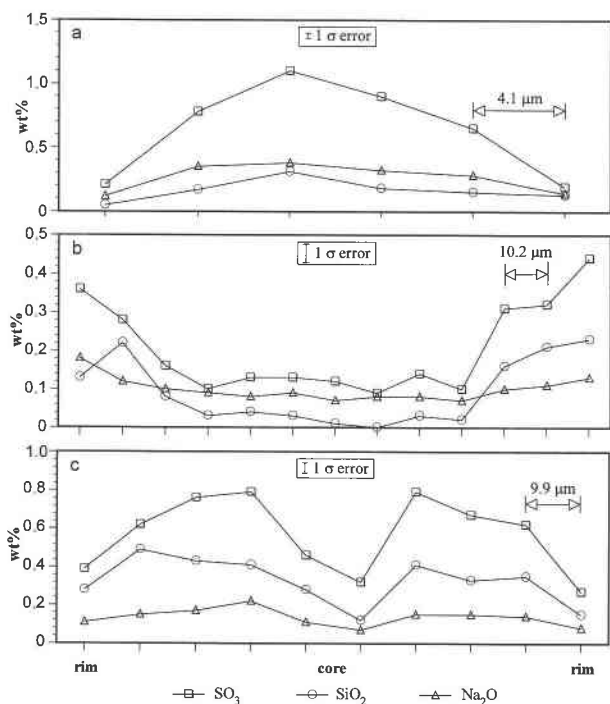 1.5
a
± 1 σ error
1.0
4.1 µm
wt%
0.5
0
0.5
b
1 σ error
10.2 µm
0.4
0.3
wt%
0.2
0.1
0
1.0
c
1 σ error
9.9 µm
0.8
0.6
wt%
0.4
0.2
0
rim core rim
SO₃ SiO₂ Na₂O